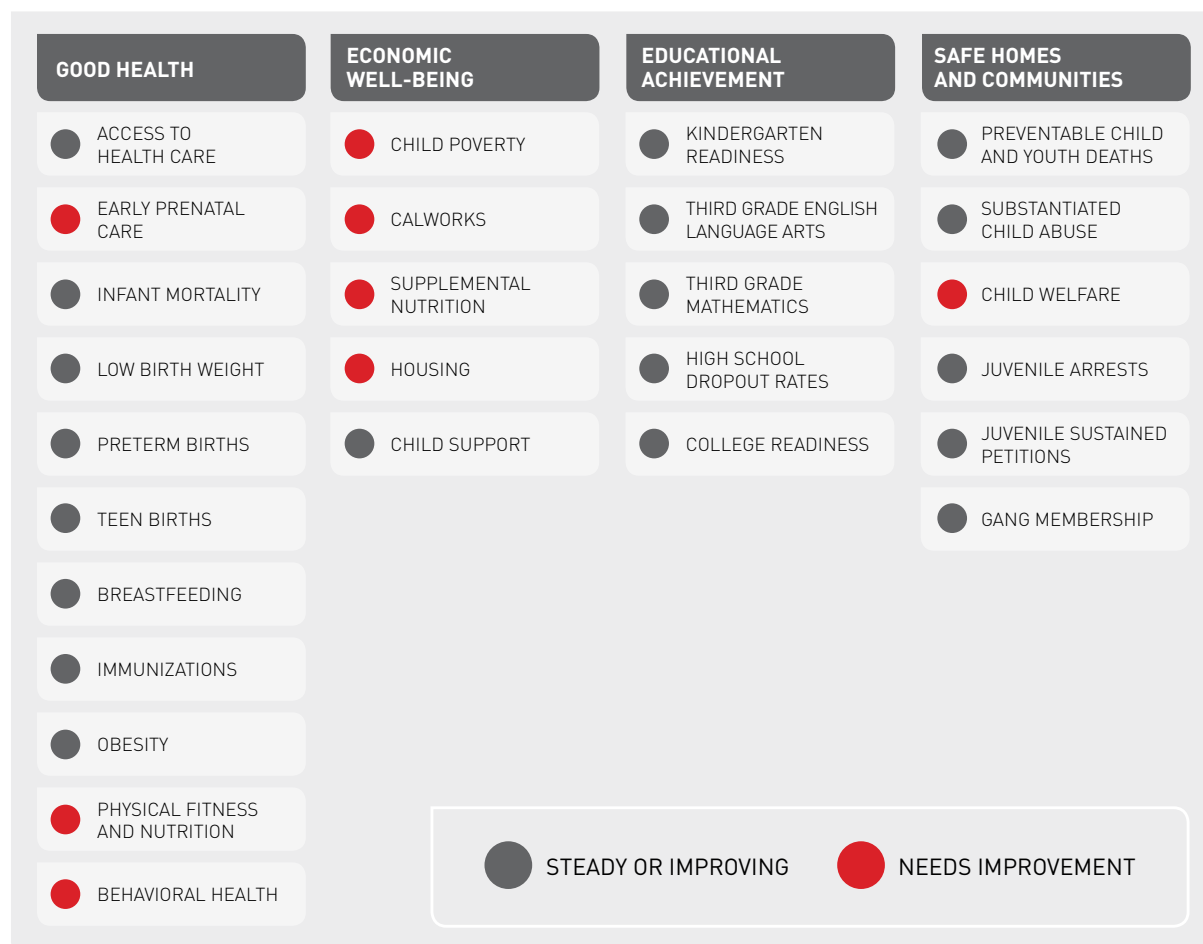 GOOD HEALTH
ACCESS TO
HEALTH CARE
EARLY PRENATAL
CARE
INFANT MORTALITY
LOW BIRTH WEIGHT
PRETERM BIRTHS
TEEN BIRTHS
BREASTFEEDING
IMMUNIZATIONS
OBESITY
PHYSICAL FITNESS
AND NUTRITION
BEHAVIORAL HEALTH
ECONOMIC
WELL-BEING
CHILD POVERTY
CALWORKS
SUPPLEMENTAL
NUTRITION
HOUSING
CHILD SUPPORT
EDUCATIONAL
ACHIEVEMENT
KINDERGARTEN
READINESS
THIRD GRADE ENGLISH
LANGUAGE ARTS
THIRD GRADE
MATHEMATICS
HIGH SCHOOL
DROPOUT RATES
COLLEGE READINESS
SAFE HOMES
AND COMMUNITIES
PREVENTABLE CHILD
AND YOUTH DEATHS
SUBSTANTIATED
CHILD ABUSE
CHILD WELFARE
JUVENILE ARRESTS
JUVENILE SUSTAINED
PETITIONS
GANG MEMBERSHIP
STEADY OR IMPROVING
NEEDS IMPROVEMENT